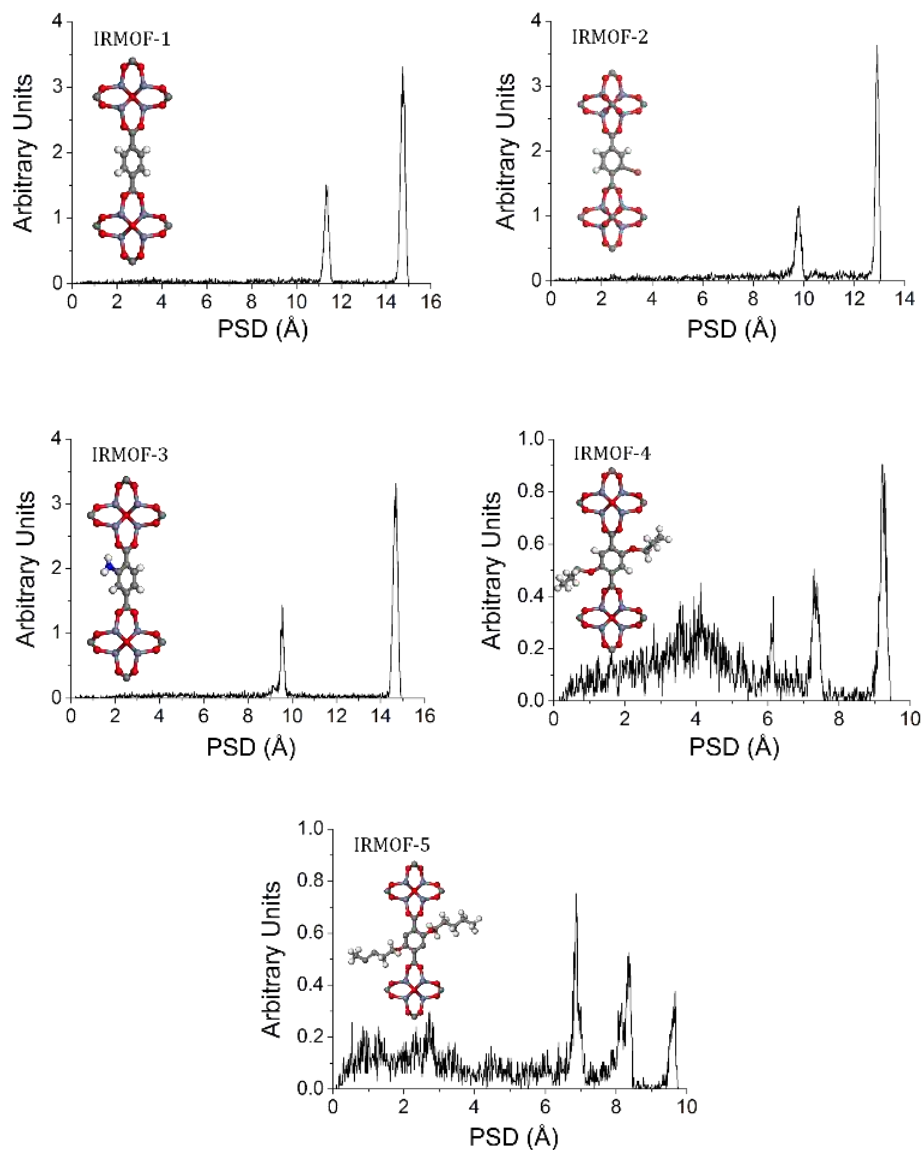 IRMOF-1
Arbitrary Units
4
3
2
1
0
0 2 4 6 8 10 12 14 16
PSD (Å)
IRMOF-2
Arbitrary Units
4
3
2
1
0
0 2 4 6 8 10 12 14
PSD (Å)
IRMOF-3
Arbitrary Units
4
3
2
1
0
0 2 4 6 8 10 12 14 16
PSD (Å)
IRMOF-4
Arbitrary Units
1.0
0.8
0.6
0.4
0.2
0.0
0 2 4 6 8 10
PSD (Å)
IRMOF-5
Arbitrary Units
1.0
0.8
0.6
0.4
0.2
0.0
0 2 4 6 8 10
PSD (Å)